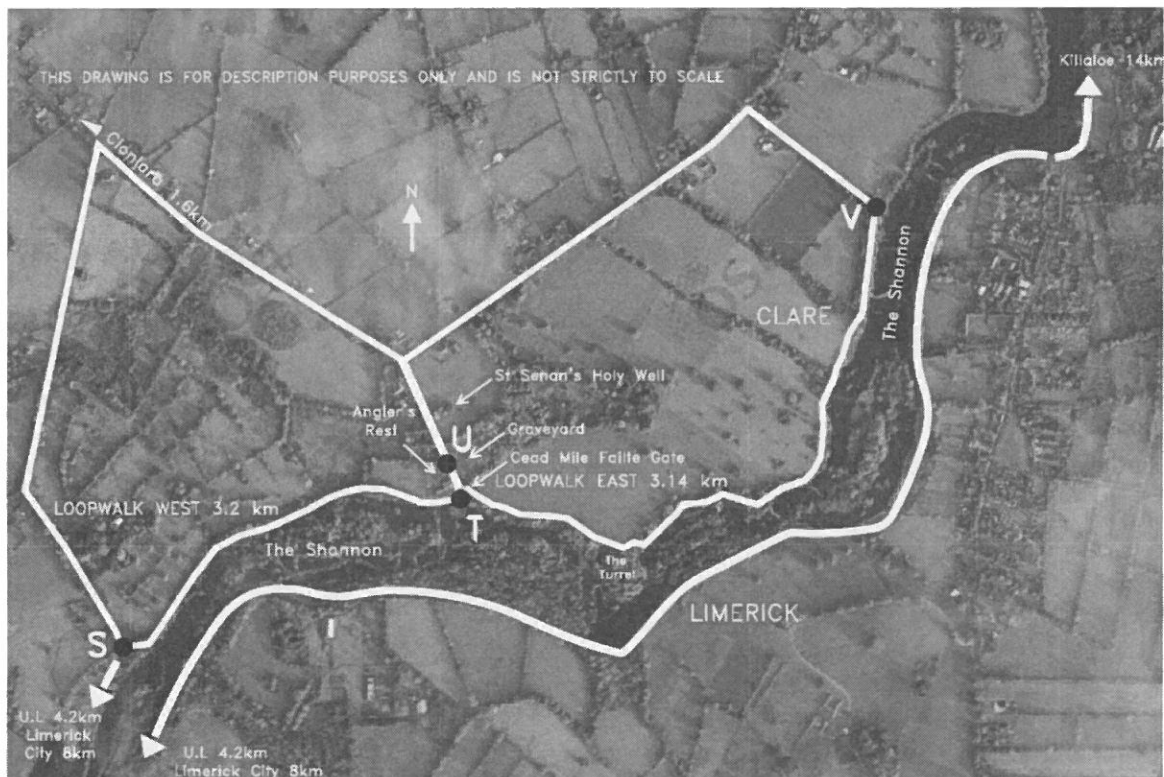 THIS DRAWING IS FOR DESCRIPTION PURPOSES ONLY AND IS NOT STRICTLY TO SCALE
Killaloe 14km
Clonlara 1.6km
N
V
The Shannon
CLARE
St Senan's Holy Well
Angler's
Rest
U
Graveyard
Cead Mile Failte Gate
LOOPWALK EAST 3.14 km
LOOPWALK WEST 3.2 km
T
The Shannon
The
Turret
LIMERICK
S
U.L 4.2km
Limerick
City 8km
U.L 4.2km
Limerick City 8km